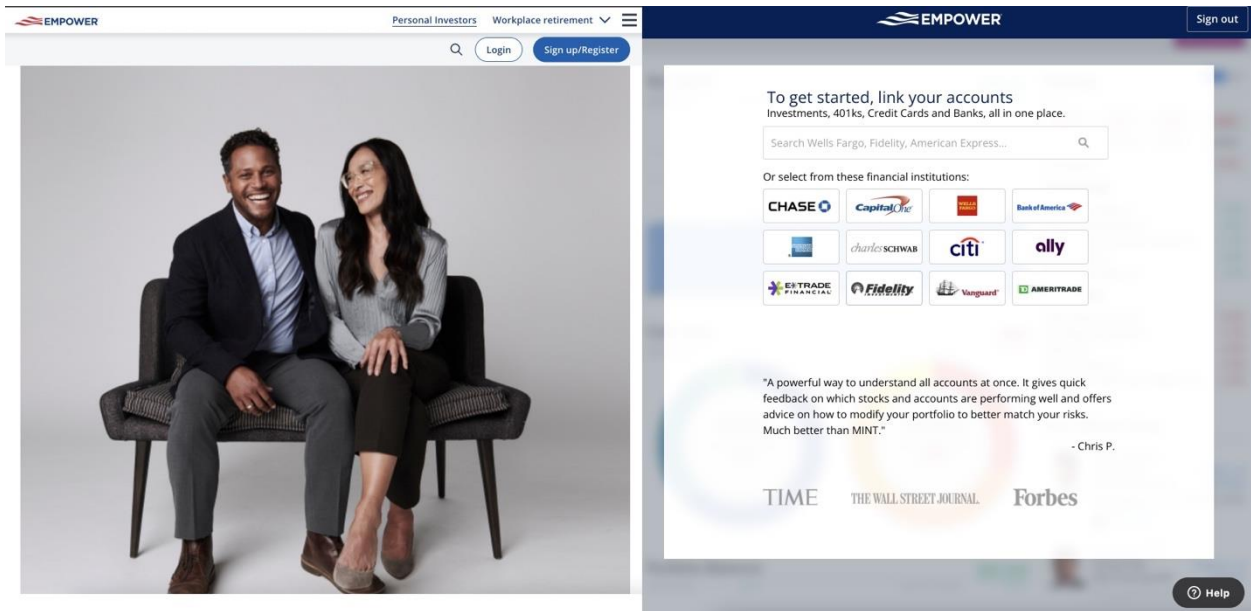 EMPOWER
Personal Investors Workplace retirement
Login Sign up/Register
EMPOWER
Sign out
To get started, link your accounts
Investments, 401ks, Credit Cards and Banks, all in one place.
Search Wells Fargo, Fidelity, American Express...
Or select from these financial institutions:
CHASE Capital One WELLS FARGO Bank of America
charles SCHWAB citi ally
E*TRADE FINANCIAL Fidelity INVESTMENTS Vanguard TD AMERITRADE
"A powerful way to understand all accounts at once. It gives quick
feedback on which stocks and accounts are performing well and offers
advice on how to modify your portfolio to better match your risks.
Much better than MINT."
- Chris P.
TIME THE WALL STREET JOURNAL. Forbes
Help